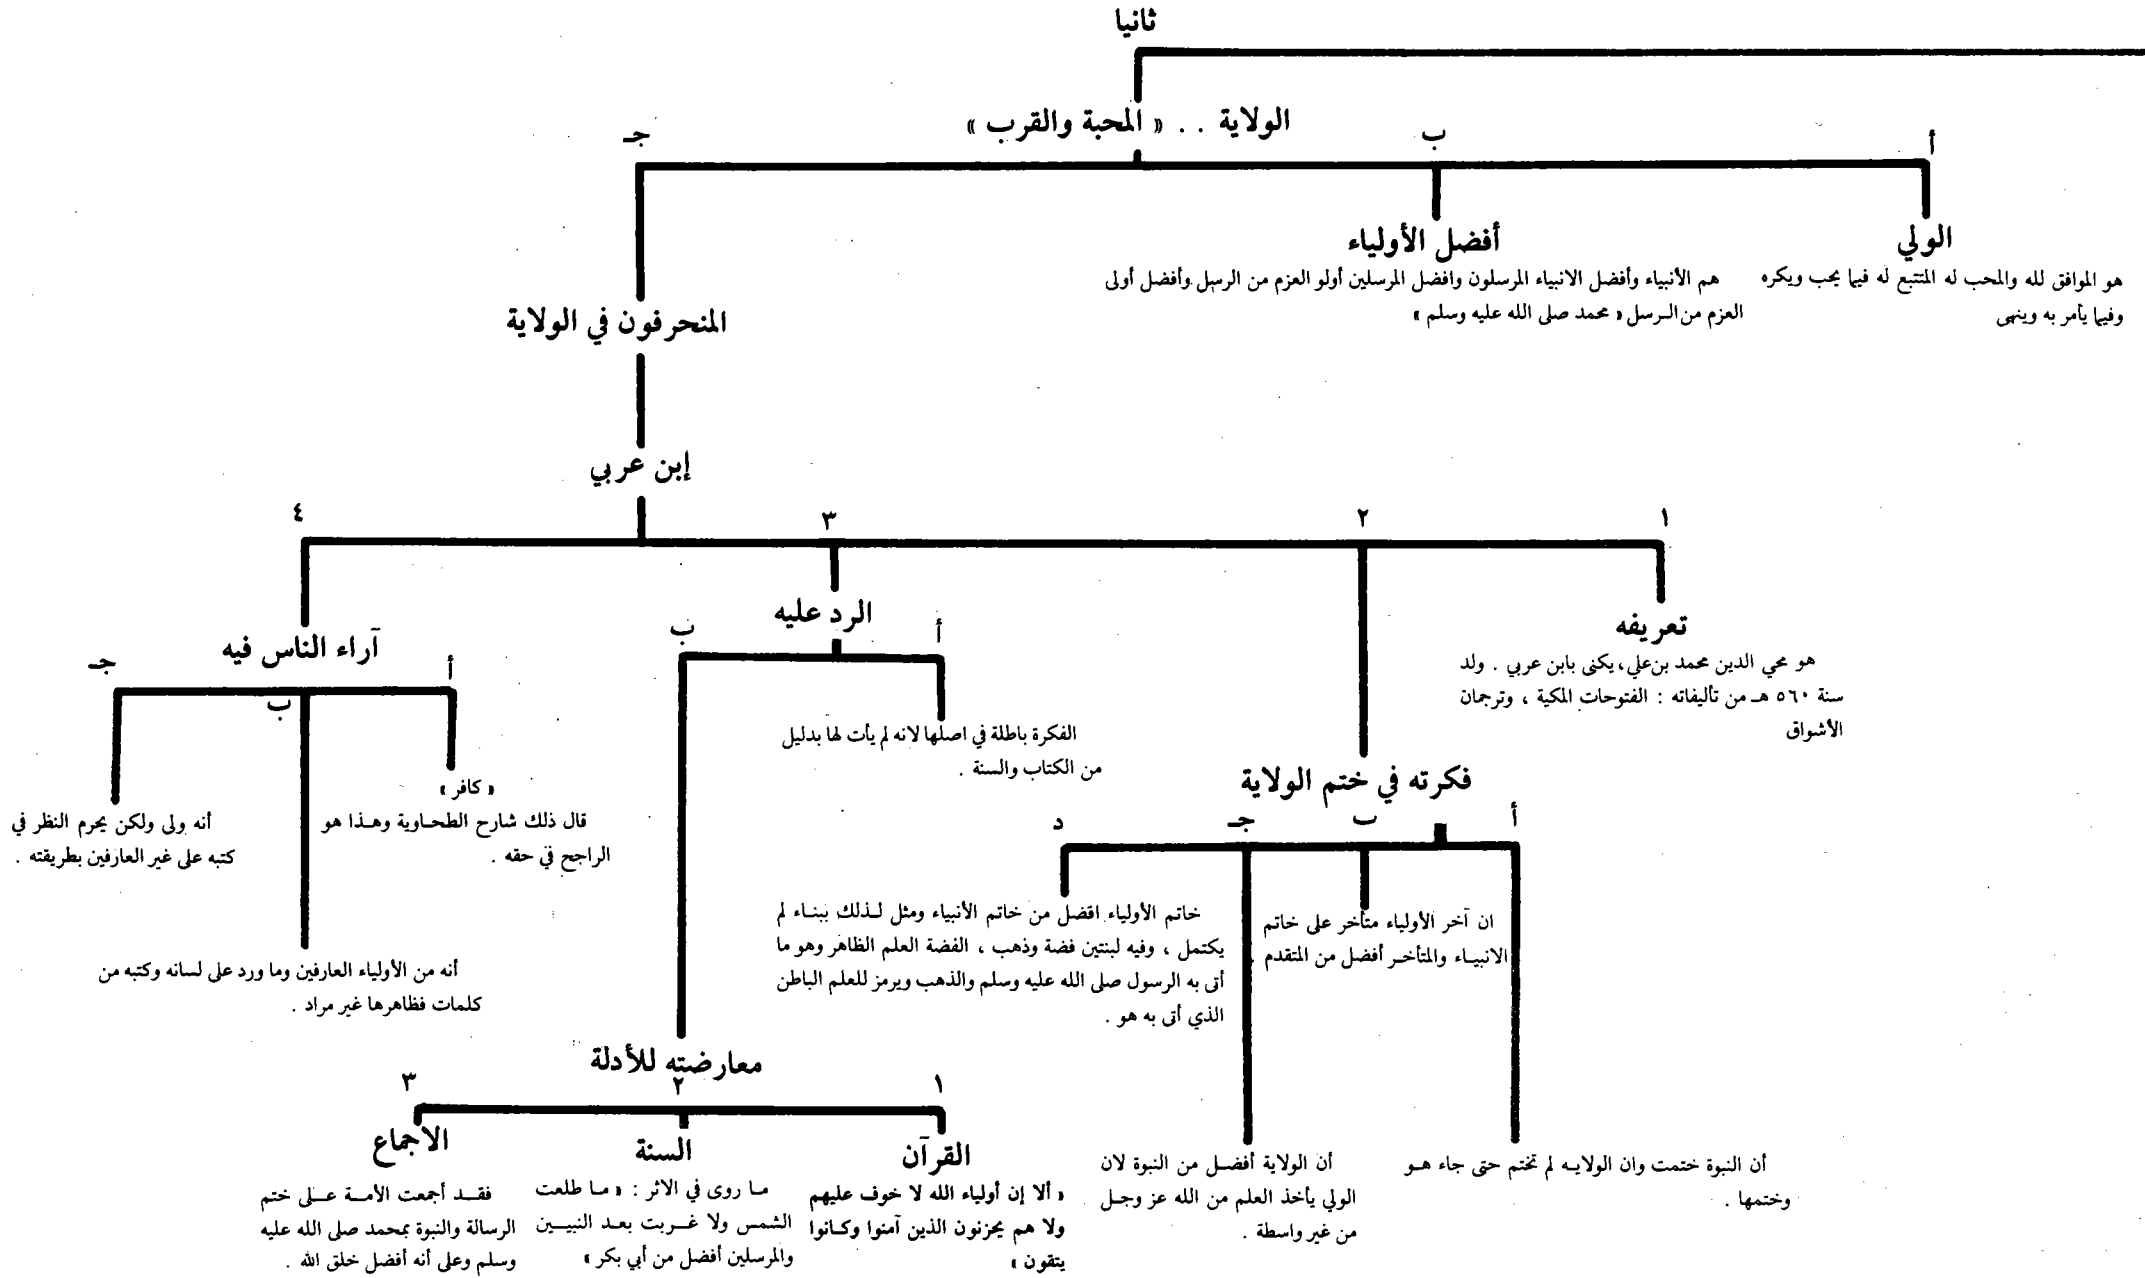 ثانيا
الولاية . . « المحبة والقرب »
أ
ب
جـ
الولي
هو الموافق لله والمحب له المتتبع له فيما يحب ويكره
وفيما يأمر به وينهى
أفضل الأولياء
هم الأنبياء وأفضل الانبياء المرسلون وافضل المرسلين أولو العزم من الرسل وأفضل أولى
العزم من الرسل « محمد صلى الله عليه وسلم »
المنحرفون في الولاية
إبن عربي
١
٢
٣
٤
تعريفه
هو محي الدين محمد بن علي، يكنى بابن عربي . ولد
سنة ٥٦٠ هـ من تأليفاته : الفتوحات المكية ، وترجمان
الأشواق
فكرته في ختم الولاية
أ
ب
جـ
د
أن النبوة ختمت وان الولايه لم تختم حتى جاء هو
وختمها .
ان آخر الأولياء متأخر على خاتم
الانبياء والمتأخر أفضل من المتقدم .
أن الولاية أفضل من النبوة لان
الولي يأخذ العلم من الله عز وجل
من غير واسطة .
خاتم الأولياء افضل من خاتم الأنبياء ومثل لذلك ببناء لم
يكتمل ، وفيه لبنتين فضة وذهب ، الفضة العلم الظاهر وهو ما
أتى به الرسول صلى الله عليه وسلم والذهب ويرمز للعلم الباطن
الذي أتى به هو .
الرد عليه
أ
ب
الفكرة باطلة في اصلها لانه لم يأت لها بدليل
من الكتاب والسنة .
معارضته للأدلة
١
٢
٣
القرآن
« ألا إن أولياء الله لا خوف عليهم
ولا هم يحزنون الذين آمنوا وكانوا
يتقون »
السنة
ما روى في الاثر : « ما طلعت
الشمس ولا غربت بعد النبيين
والمرسلين أفضل من أبي بكر »
الاجماع
فقد أجمعت الأمة على ختم
الرسالة والنبوة بمحمد صلى الله عليه
وسلم وعلى أنه أفضل خلق الله .
آراء الناس فيه
أ
ب
جـ
« كافر »
قال ذلك شارح الطحاوية وهذا هو
الراجح في حقه .
أنه من الأولياء العارفين وما ورد على لسانه وكتبه من
كلمات فظاهرها غير مراد .
أنه ولى ولكن يحرم النظر في
كتبه على غير العارفين بطريقته .